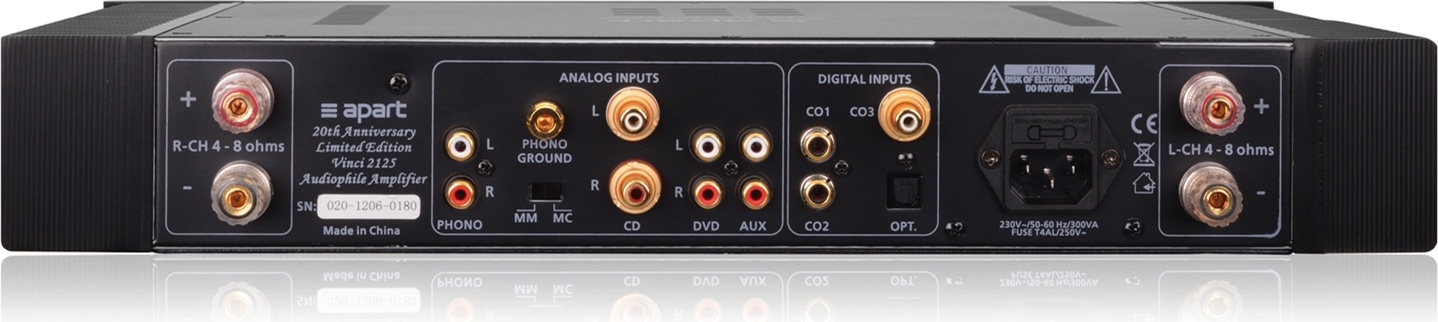 +
R-CH 4 - 8 ohms
-
apart
20th Anniversary
Limited Edition
Vinci 2125
Audiophile Amplifier
SN: 020-1206-0180
Made in China
ANALOG INPUTS
L
R
PHONO
PHONO
GROUND
MM MC
L
R
CD
L
R
DVD
AUX
DIGITAL INPUTS
CO1
CO3
CO2
OPT.
CAUTION
RISK OF ELECTRIC SHOCK
DO NOT OPEN
230V~/50-60 Hz/300VA
FUSE T4AL/250V~
CE
+
L-CH 4 - 8 ohms
-